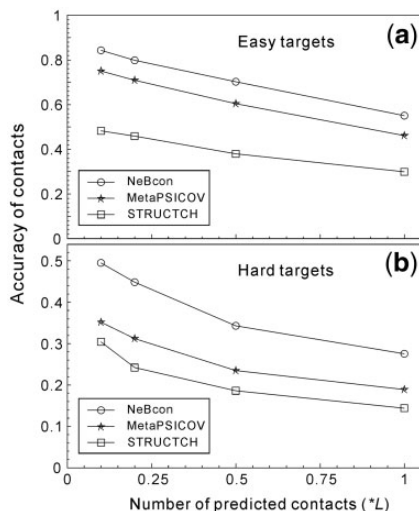 (a)
Easy targets
1
0.8
0.6
0.4
0.2
0
NeBcon
MetaPSICOV
STRUCTCH
Accuracy of contacts
(b)
Hard targets
0.5
0.4
0.3
0.2
0.1
0
NeBcon
MetaPSICOV
STRUCTCH
0 0.25 0.5 0.75 1
Number of predicted contacts (*L)